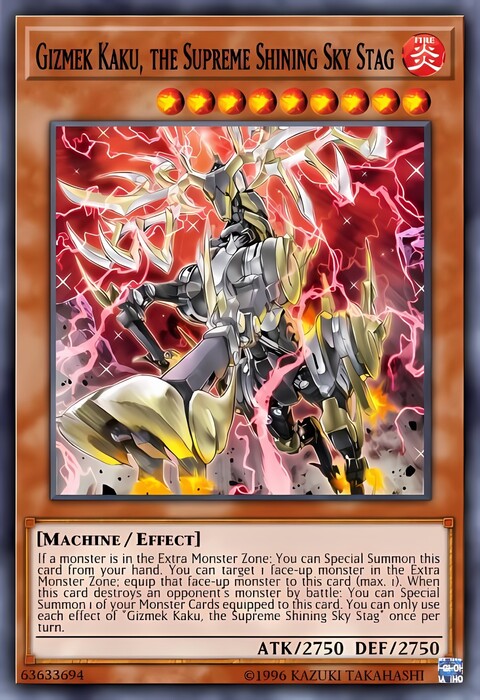 Gizmek Kaku, the Supreme Shining Sky Stag
FIRE
炎
[Machine / Effect]
If a monster is in the Extra Monster Zone: You can Special Summon this
card from your hand. You can target 1 face-up monster in the Extra
Monster Zone; equip that face-up monster to this card (max. 1). When
this card destroys an opponent's monster by battle: You can Special
Summon 1 of your Monster Cards equipped to this card. You can only use
each effect of "Gizmek Kaku, the Supreme Shining Sky Stag" once per
turn.
ATK/2750 DEF/2750
63633694
©1996 KAZUKI TAKAHASHI